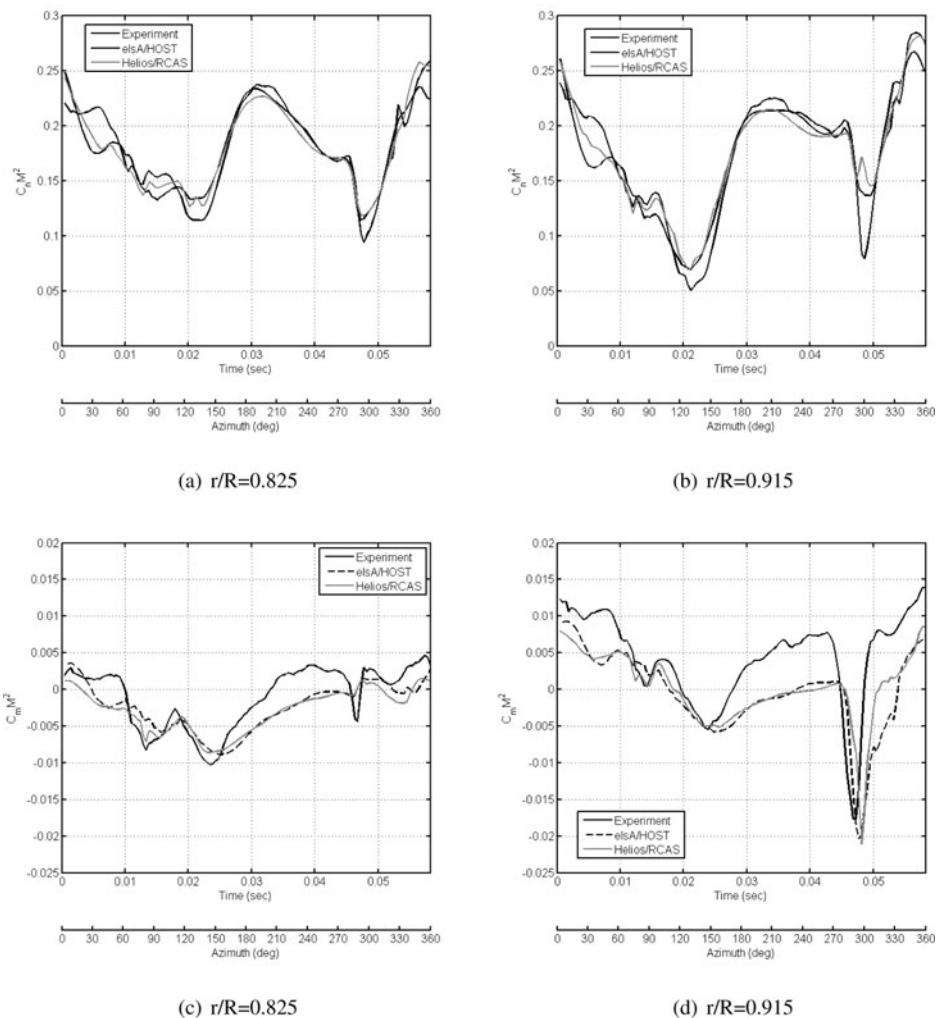 0.3
0.25
0.2
0.15
0.1
0.05
0
CnM²
Experiment
elsA/HOST
Helios/RCAS
0 0.01 0.02 0.03 0.04 0.05
Time (sec)
0 30 60 90 120 150 180 210 240 270 300 330 360
Azimuth (deg)
(a) r/R=0.825
0.3
0.25
0.2
0.15
0.1
0.05
0
CnM²
Experiment
elsA/HOST
Helios/RCAS
0 0.01 0.02 0.03 0.04 0.05
Time (sec)
0 30 60 90 120 150 180 210 240 270 300 330 360
Azimuth (deg)
(b) r/R=0.915
0.02
0.015
0.01
0.005
0
-0.005
-0.01
-0.015
-0.02
-0.025
CmM²
Experiment
elsA/HOST
Helios/RCAS
0 0.01 0.02 0.03 0.04 0.05
Time (sec)
0 30 60 90 120 150 180 210 240 270 300 330 360
Azimuth (deg)
(c) r/R=0.825
0.02
0.015
0.01
0.005
0
-0.005
-0.01
-0.015
-0.02
-0.025
CmM²
Experiment
elsA/HOST
Helios/RCAS
0 0.01 0.02 0.03 0.04 0.05
Time (sec)
0 30 60 90 120 150 180 210 240 270 300 330 360
Azimuth (deg)
(d) r/R=0.915